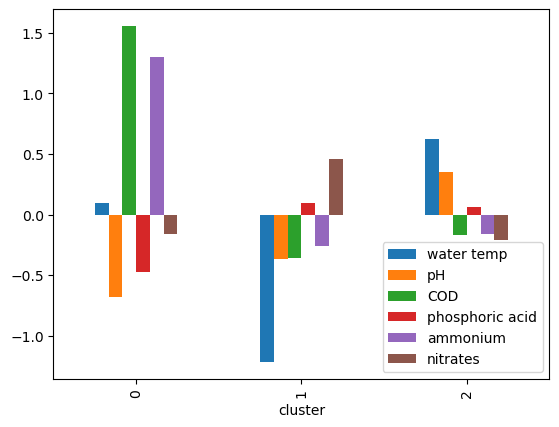 1.5
1.0
0.5
0.0
−0.5
−1.0
0
1
2
cluster
water temp
pH
COD
phosphoric acid
ammonium
nitrates